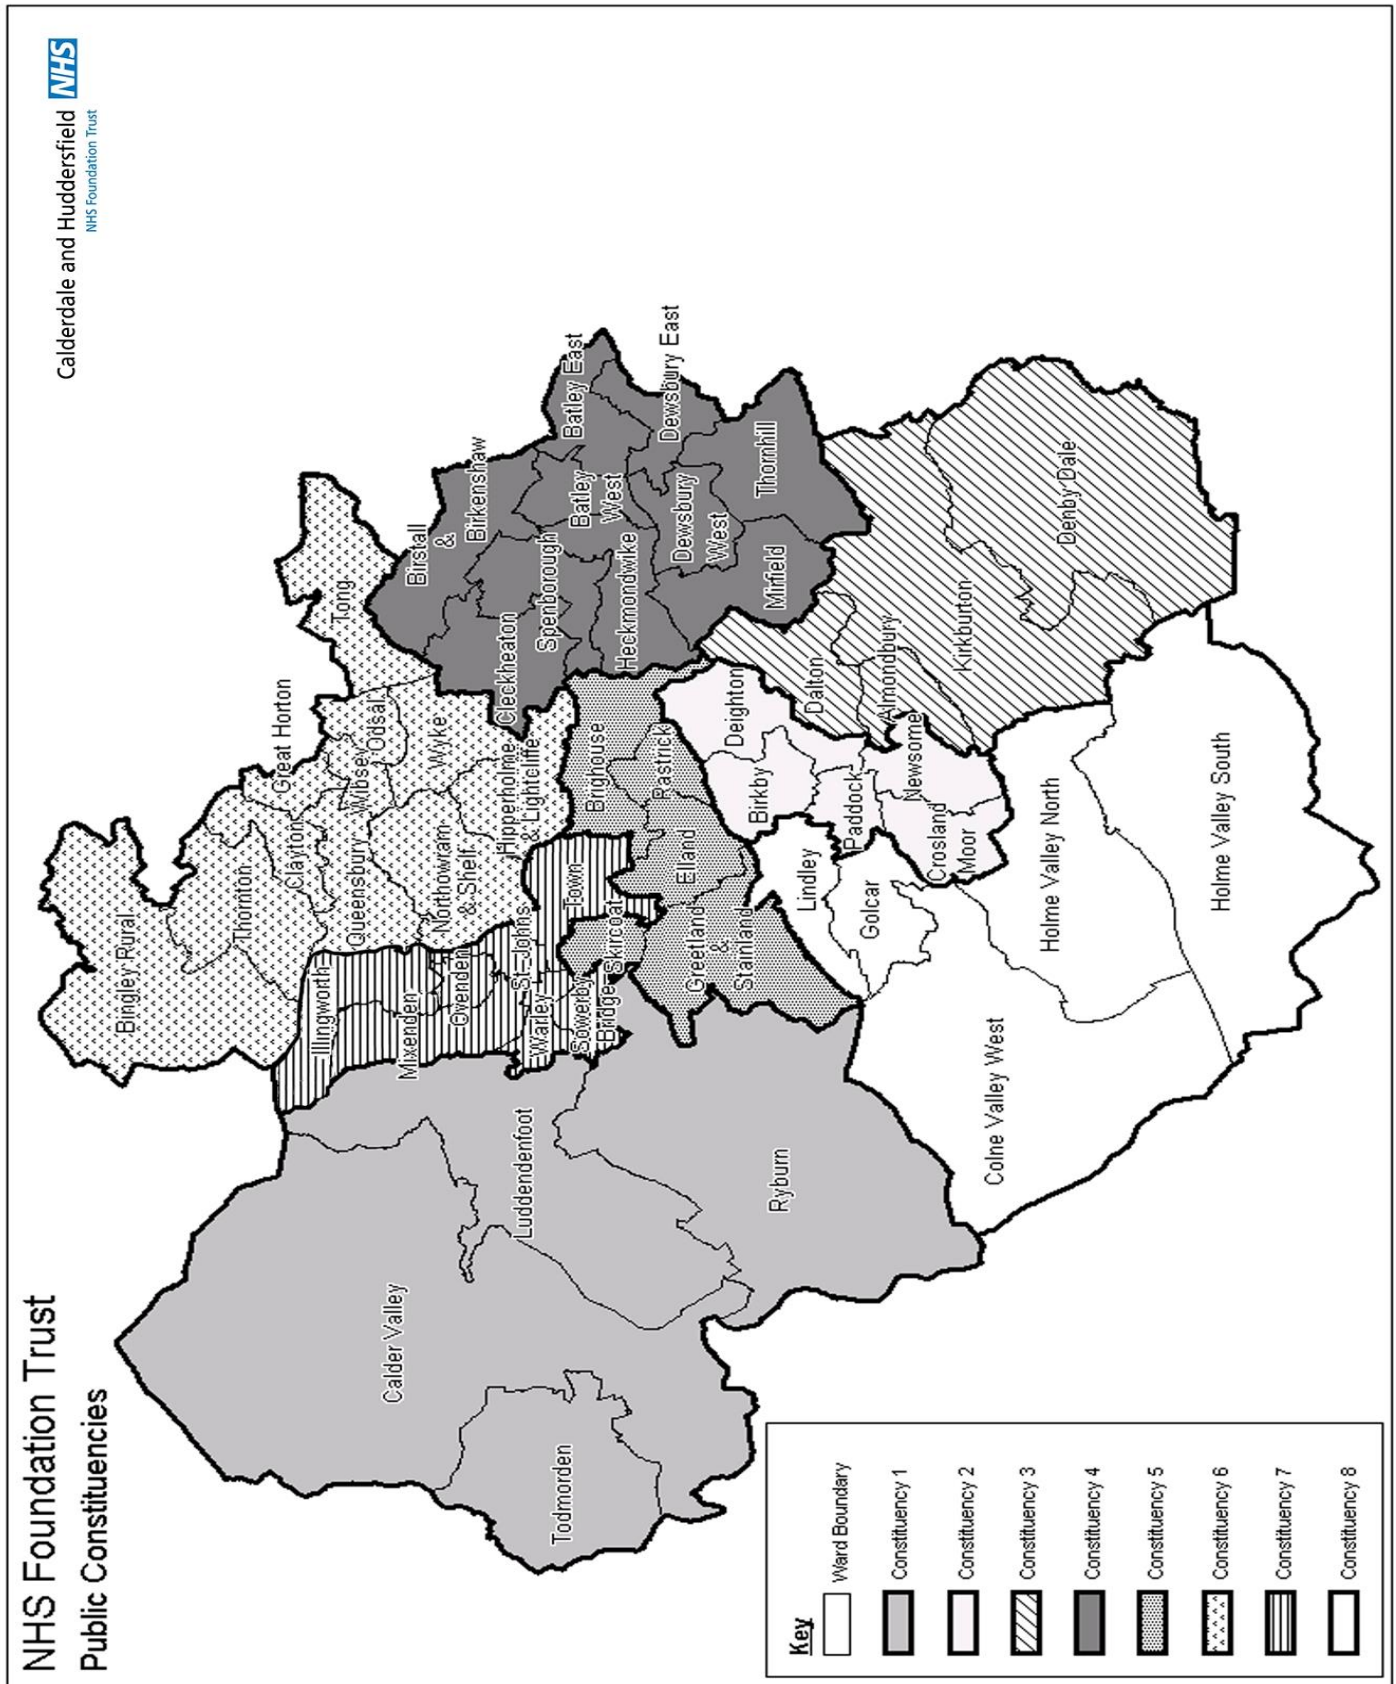 NHS Foundation Trust
Public Constituencies
Calderdale and Huddersfield NHS
NHS Foundation Trust
Bingley Rural
Thornton
Great Horton
Clayton
Tong
Queensbury
Wibsey
Odsal
Illingworth
Northowram
& Shelf
Wyke
Mixenden
Ovenden
Birstall
&
Birkenshaw
Calder Valley
Hipperholme
& Lightcliffe
Cleckheaton
Spenborough
Batley East
Batley
West
Luddendenfoot
Warley
St. Johns
Town
Todmorden
Sowerby
Bridge
Skircoat
Brighouse
Heckmondwike
Dewsbury East
Dewsbury
West
Rastrick
Elland
Greetland
&
Stainland
Deighton
Mirfield
Thornhill
Ryburn
Birkby
Lindley
Dalton
Golcar
Paddock
Almondbury
Newsome
Crosland
Moor
Kirkburton
Denby Dale
Colne Valley West
Holme Valley North
Holme Valley South
Key
Ward Boundary
Constituency 1
Constituency 2
Constituency 3
Constituency 4
Constituency 5
Constituency 6
Constituency 7
Constituency 8